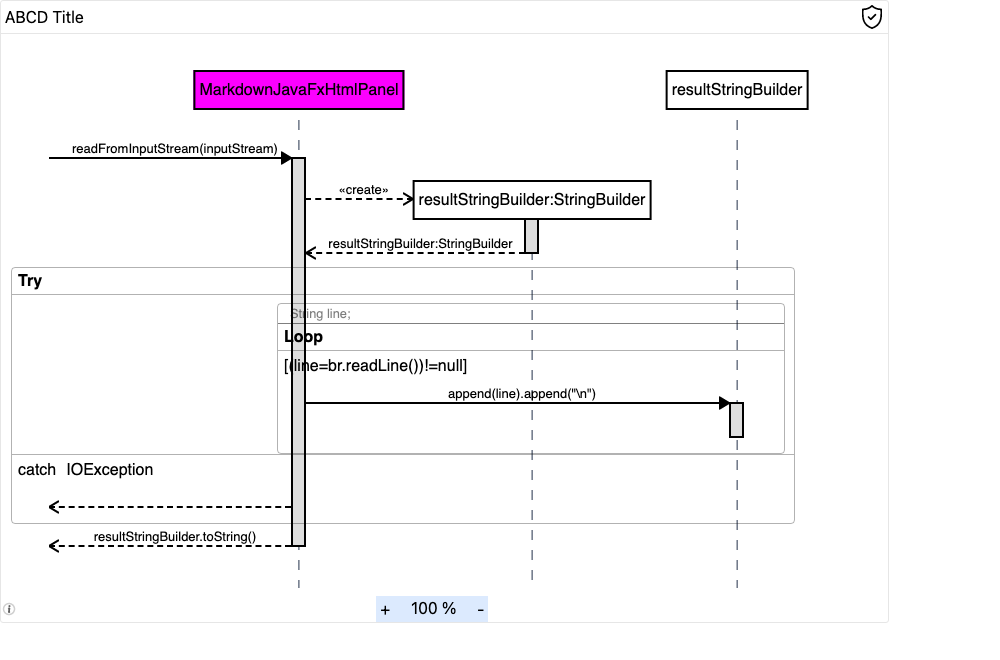 ABCD Title
MarkdownJavaFxHtmlPanel
resultStringBuilder
readFromInputStream(inputStream)
«create»
resultStringBuilder:StringBuilder
resultStringBuilder:StringBuilder
Try
String line;
Loop
[(line=br.readLine())!=null]
append(line).append("\n")
catch IOException
resultStringBuilder.toString()
+ 100 % -